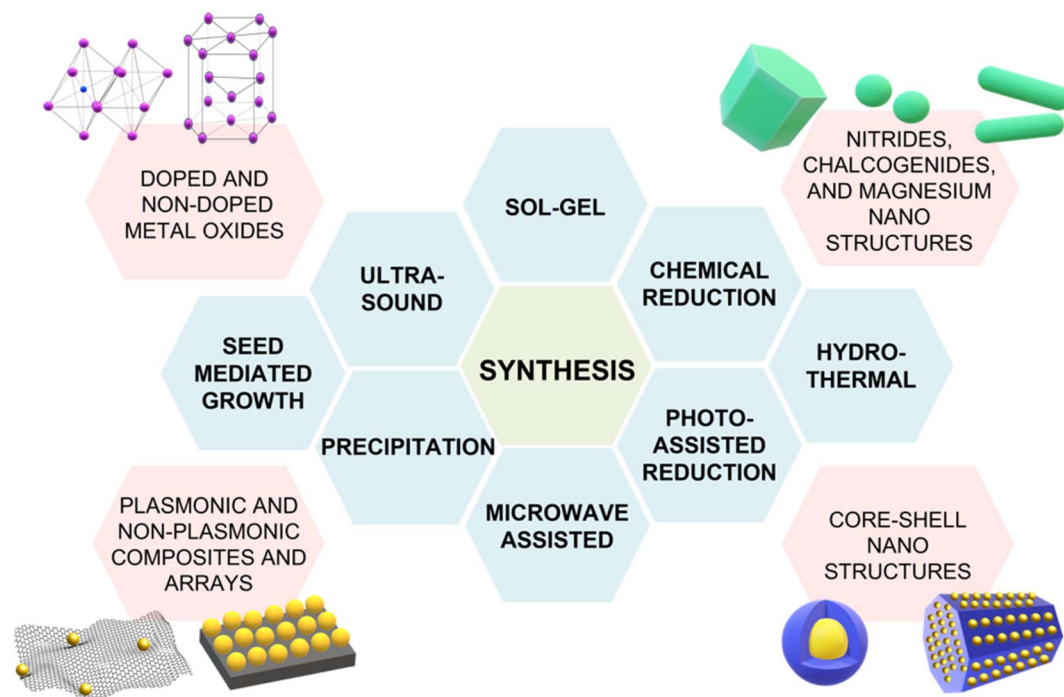 DOPED AND
NON-DOPED
METAL OXIDES
NITRIDES,
CHALCOGENIDES,
AND MAGNESIUM
NANO
STRUCTURES
SOL-GEL
ULTRA-
SOUND
CHEMICAL
REDUCTION
SEED
MEDIATED
GROWTH
SYNTHESIS
HYDRO-
THERMAL
PRECIPITATION
PHOTO-
ASSISTED
REDUCTION
MICROWAVE
ASSISTED
PLASMONIC AND
NON-PLASMONIC
COMPOSITES AND
ARRAYS
CORE-SHELL
NANO
STRUCTURES